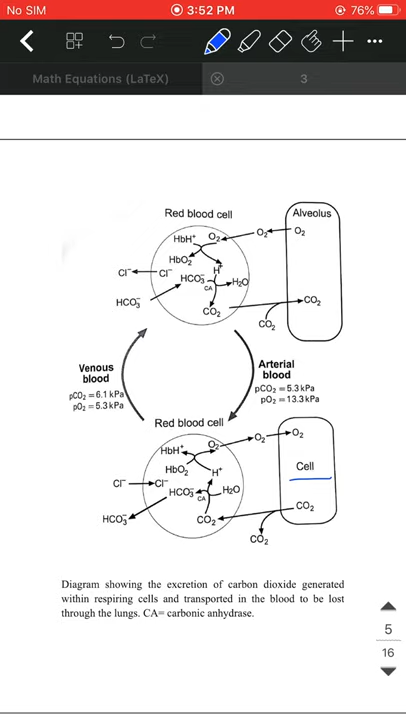 No SIM 3:52 PM 76%
Math Equations (LaTeX) 3
Red blood cell
Alveolus
HbH⁺ O₂ O₂ O₂
HbO₂
Cl⁻ Cl⁻ H⁺
HCO₃⁻ H₂O
CA
HCO₃⁻ CO₂ CO₂
CO₂
Venous
blood
pCO₂ = 6.1 kPa
pO₂ = 5.3 kPa
Arterial
blood
pCO₂ = 5.3 kPa
pO₂ = 13.3 kPa
Red blood cell
HbH⁺ O₂ O₂ O₂
HbO₂ H⁺ Cell
Cl⁻ Cl⁻
HCO₃⁻ H₂O
CA
HCO₃⁻ CO₂ CO₂
CO₂
Diagram showing the excretion of carbon dioxide generated
within respiring cells and transported in the blood to be lost
through the lungs. CA= carbonic anhydrase.
5
16